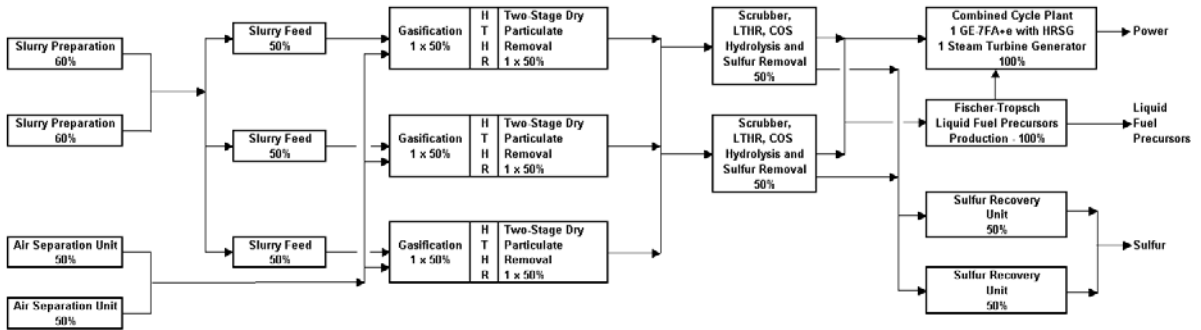 Slurry Preparation
60%
Slurry Preparation
60%
Air Separation Unit
50%
Air Separation Unit
50%
Slurry Feed
50%
Slurry Feed
50%
Slurry Feed
50%
Gasification
1 x 50%
H
T
H
R
Two-Stage Dry
Particulate
Removal
1 x 50%
Gasification
1 x 50%
H
T
H
R
Two-Stage Dry
Particulate
Removal
1 x 50%
Gasification
1 x 50%
H
T
H
R
Two-Stage Dry
Particulate
Removal
1 x 50%
Scrubber,
LTHR, COS
Hydrolysis and
Sulfur Removal
50%
Scrubber,
LTHR, COS
Hydrolysis and
Sulfur Removal
50%
Combined Cycle Plant
1 GE-7FA+e with HRSG
1 Steam Turbine Generator
100%
Fischer-Tropsch
Liquid Fuel Precursors
Production - 100%
Sulfur Recovery
Unit
50%
Sulfur Recovery
Unit
50%
Power
Liquid
Fuel
Precursors
Sulfur